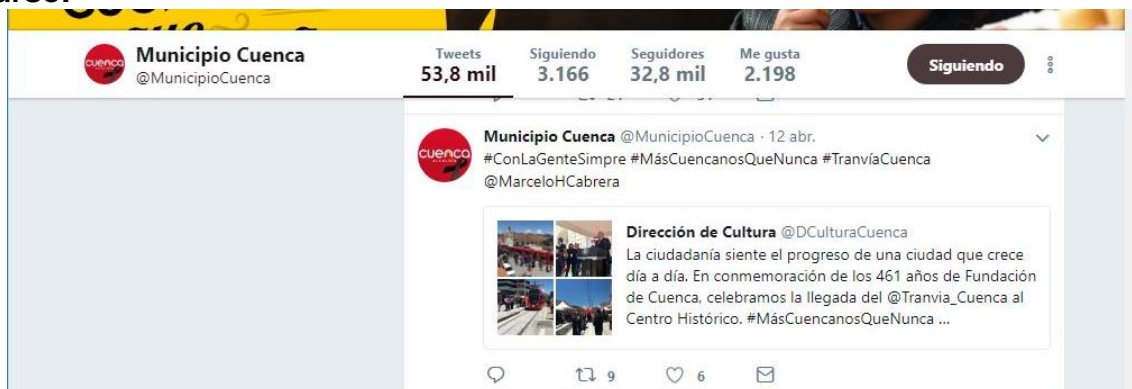 Municipio Cuenca
@MunicipioCuenca
Tweets Siguiendo Seguidores Me gusta
53,8 mil 3.166 32,8 mil 2.198
Siguiendo
Municipio Cuenca @MunicipioCuenca · 12 abr.
#ConLaGenteSimpre #MásCuencanosQueNunca #TranvíaCuenca
@MarceloHCabrera
cuenca
Dirección de Cultura @DCulturaCuenca
La ciudadanía siente el progreso de una ciudad que crece
día a día. En conmemoración de los 461 años de Fundación
de Cuenca, celebramos la llegada del @Tranvia_Cuenca al
Centro Histórico. #MásCuencanosQueNunca ...
9 6